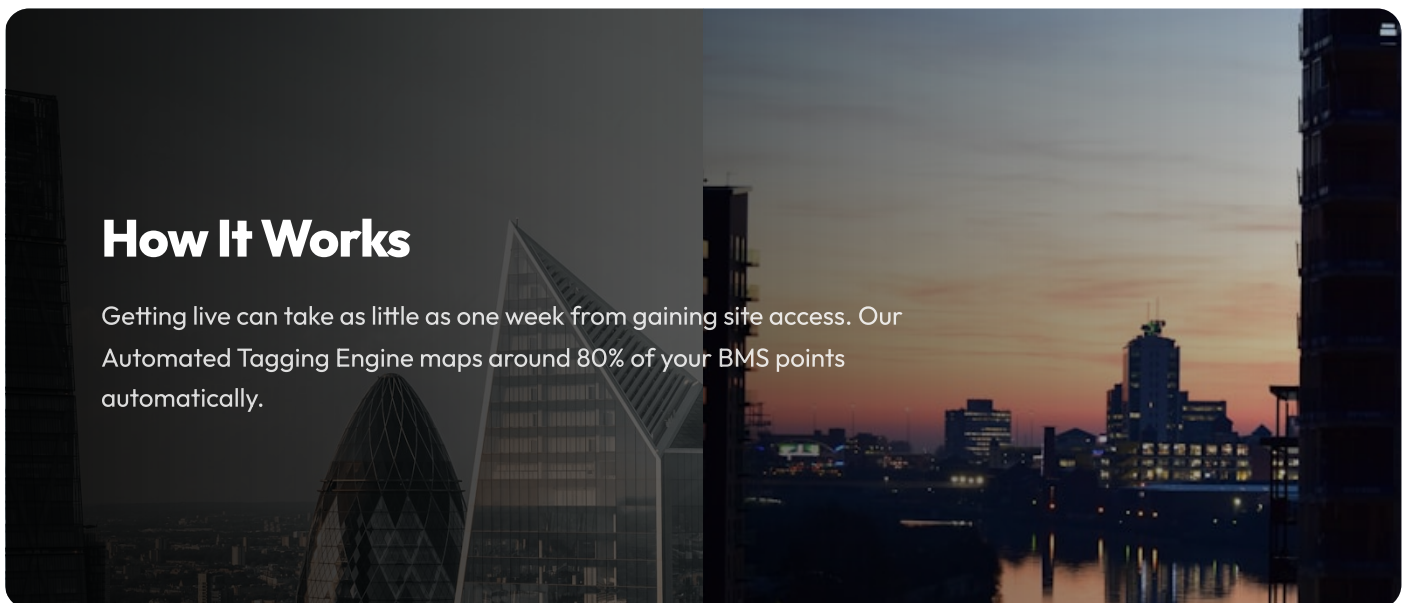 How It Works
Getting live can take as little as one week from gaining site access. Our
Automated Tagging Engine maps around 80% of your BMS points
automatically.